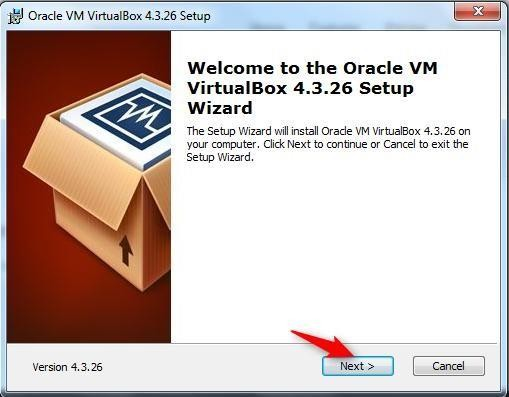 Oracle VM VirtualBox 4.3.26 Setup
Welcome to the Oracle VM
VirtualBox 4.3.26 Setup
Wizard
The Setup Wizard will install Oracle VM VirtualBox 4.3.26 on
your computer. Click Next to continue or Cancel to exit the
Setup Wizard.
Version 4.3.26
Next >
Cancel